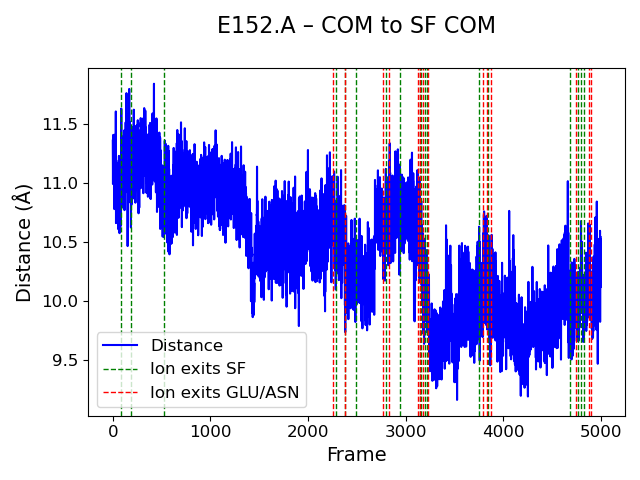 E152.A – COM to SF COM
11.5
11.0
10.5
10.0
9.5
Distance (Å)
Distance
Ion exits SF
Ion exits GLU/ASN
0
1000
2000
3000
4000
5000
Frame